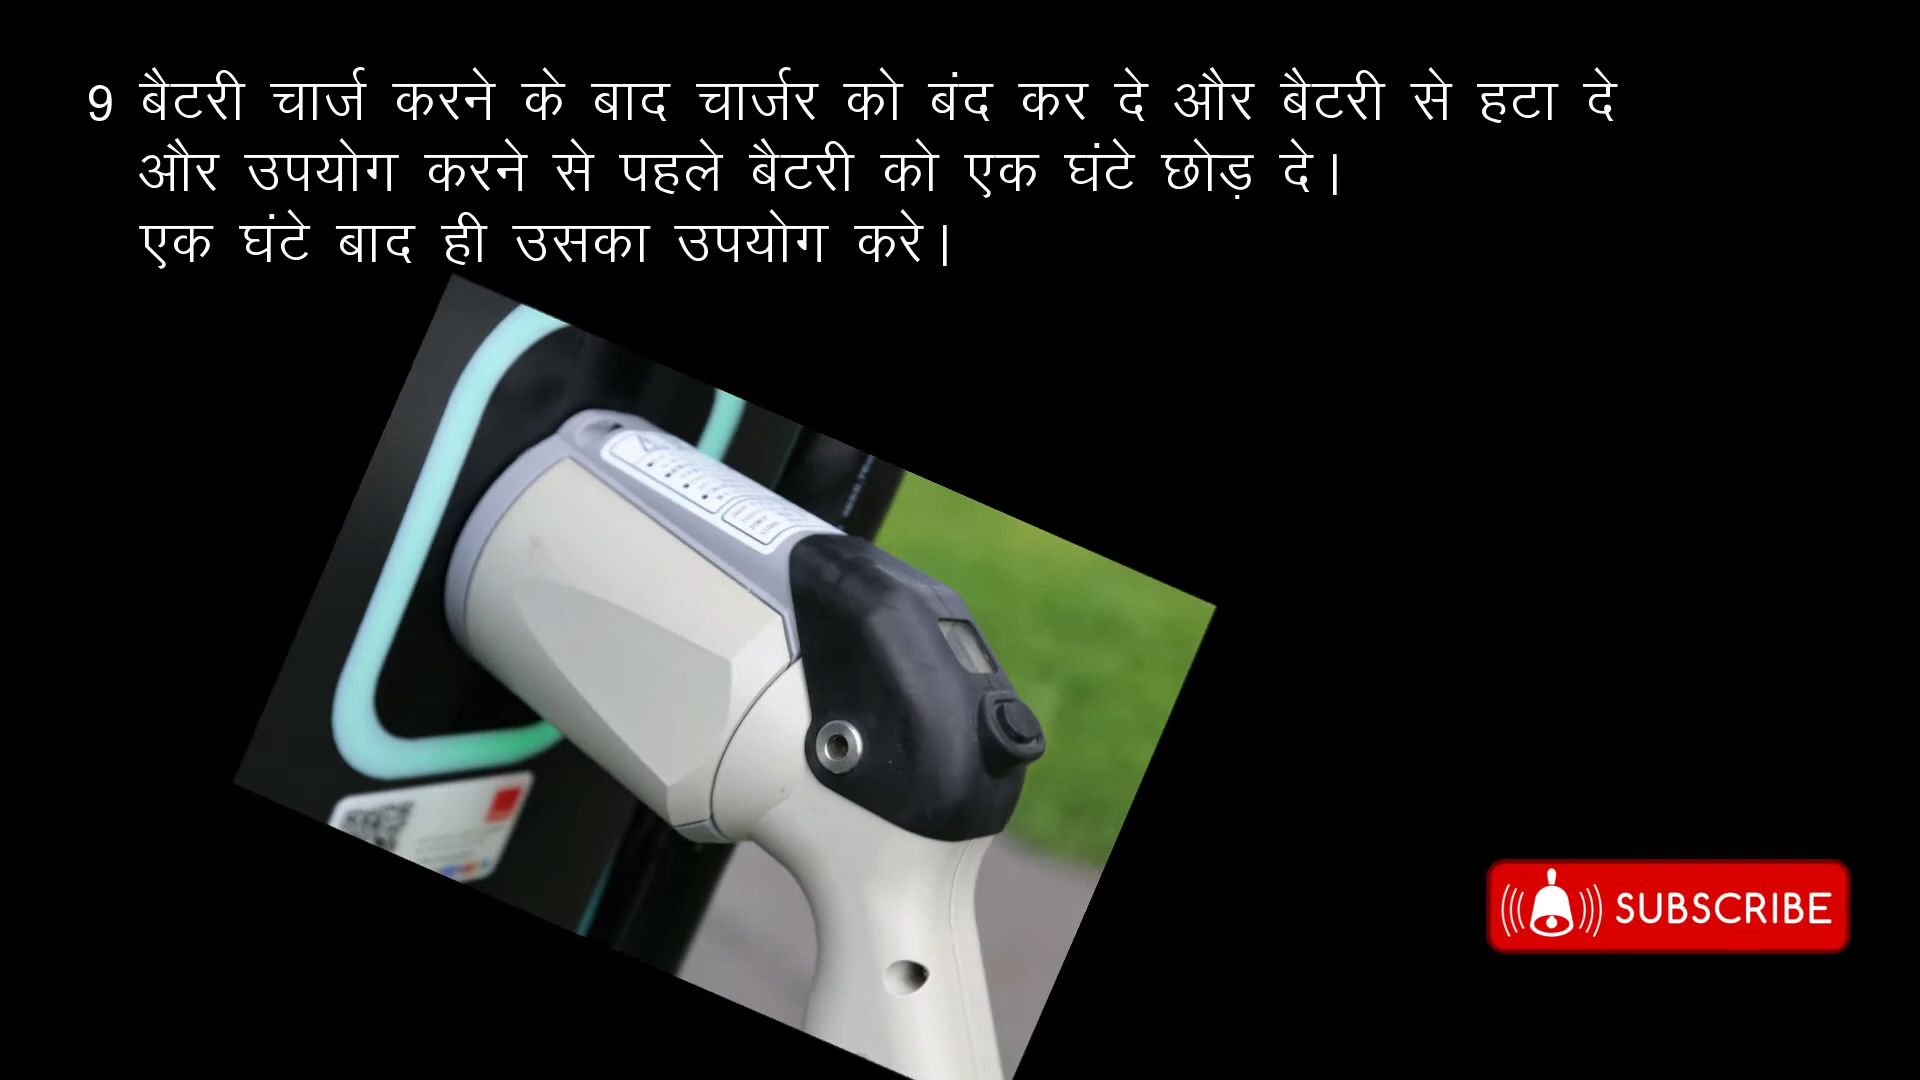 9 बैटरी चार्ज करने के बाद चार्जर को बंद कर दे और बैटरी से हटा दे
और उपयोग करने से पहले बैटरी को एक घंटे छोड़ दे|
एक घंटे बाद ही उसका उपयोग करे|
SUBSCRIBE